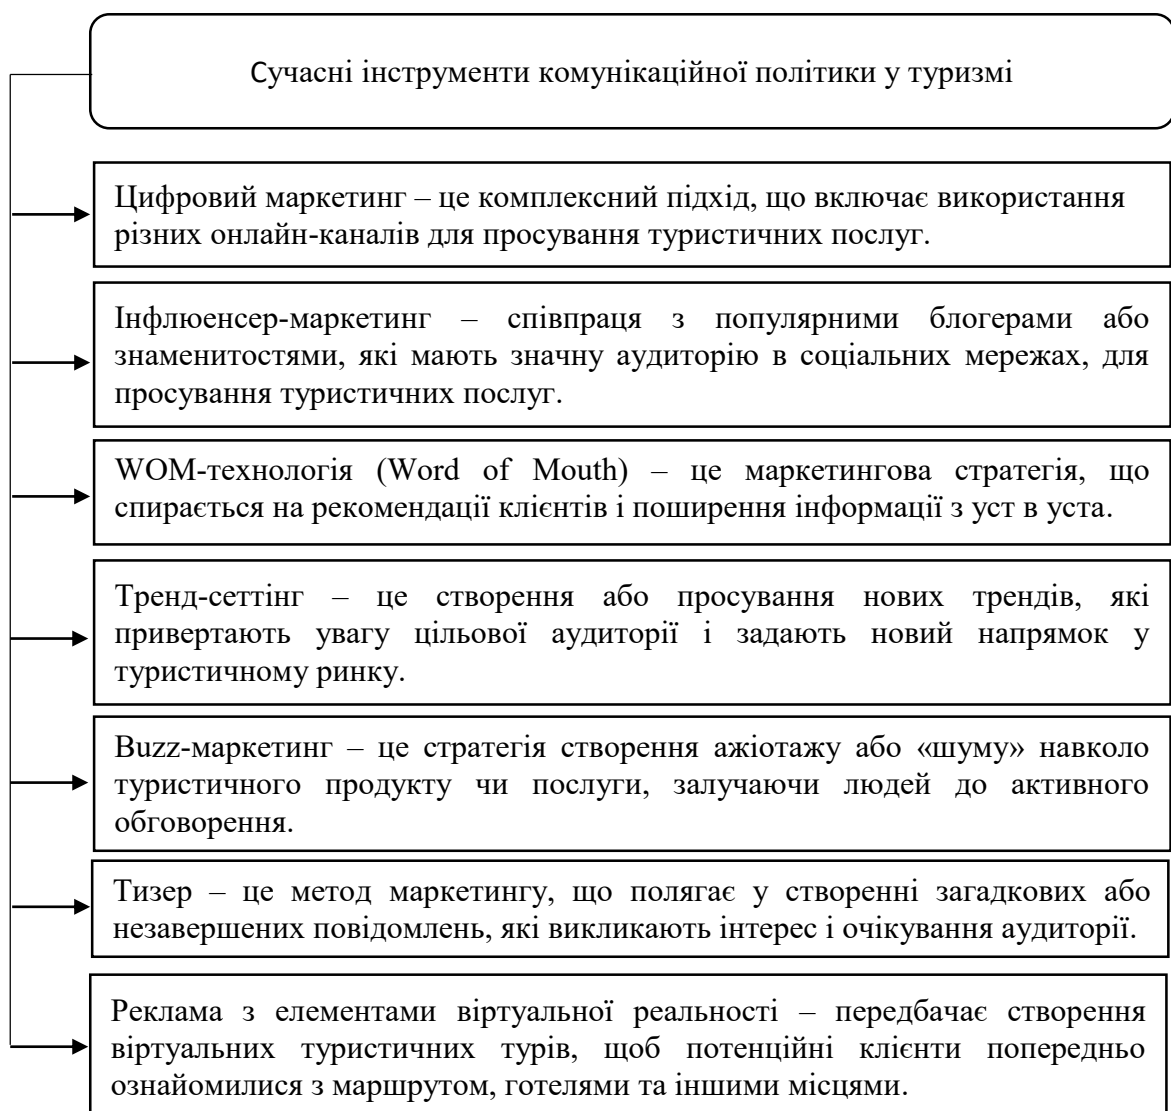 Сучасні інструменти комунікаційної політики у туризмі
Цифровий маркетинг – це комплексний підхід, що включає використання
різних онлайн-каналів для просування туристичних послуг.
Інфлюенсер-маркетинг – співпраця з популярними блогерами або
знаменитостями, які мають значну аудиторію в соціальних мережах, для
просування туристичних послуг.
WOM-технологія (Word of Mouth) – це маркетингова стратегія, що
спирається на рекомендації клієнтів і поширення інформації з уст в уста.
Тренд-сеттінг – це створення або просування нових трендів, які
привертають увагу цільової аудиторії і задають новий напрямок у
туристичному ринку.
Buzz-маркетинг – це стратегія створення ажіотажу або «шуму» навколо
туристичного продукту чи послуги, залучаючи людей до активного
обговорення.
Тизер – це метод маркетингу, що полягає у створенні загадкових або
незавершених повідомлень, які викликають інтерес і очікування аудиторії.
Реклама з елементами віртуальної реальності – передбачає створення
віртуальних туристичних турів, щоб потенційні клієнти попередньо
ознайомилися з маршрутом, готелями та іншими місцями.